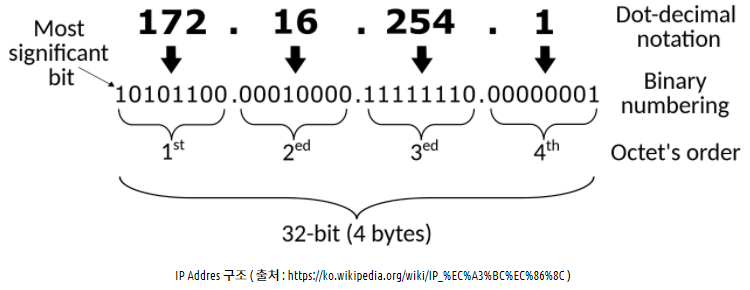 172 . 16 . 254 . 1
Dot-decimal
notation
Most
significant
bit
10101100.00010000.11111110.00000001
Binary
numbering
1st
2ed
3ed
4th
Octet's order
32-bit (4 bytes)
IP Addres 구조 ( 출처 : https://ko.wikipedia.org/wiki/IP_%EC%A3%BC%EC%86%8C )